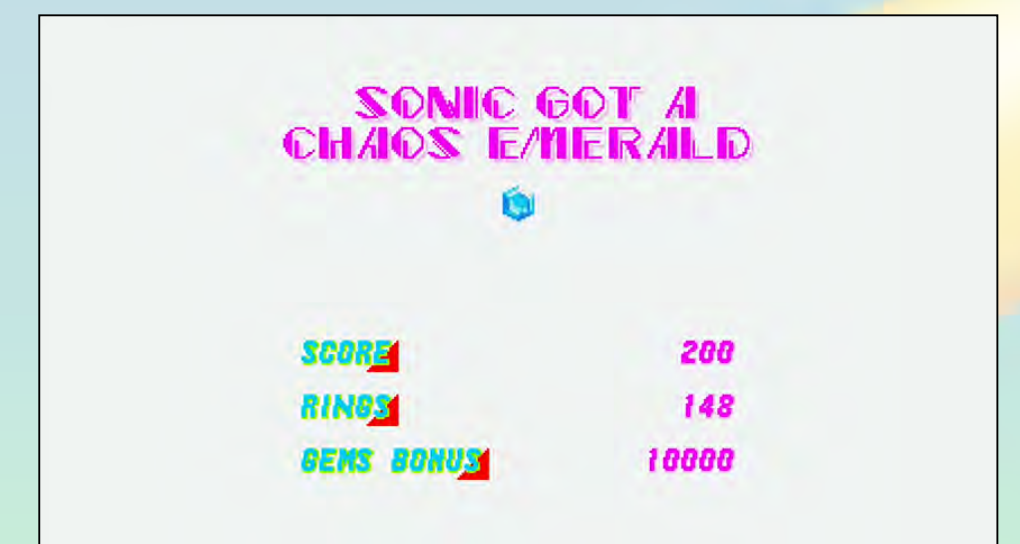 SONIC GOT A
CHAOS EMERALD
SCORE 200
RINGS 148
GEMS BONUS 10000